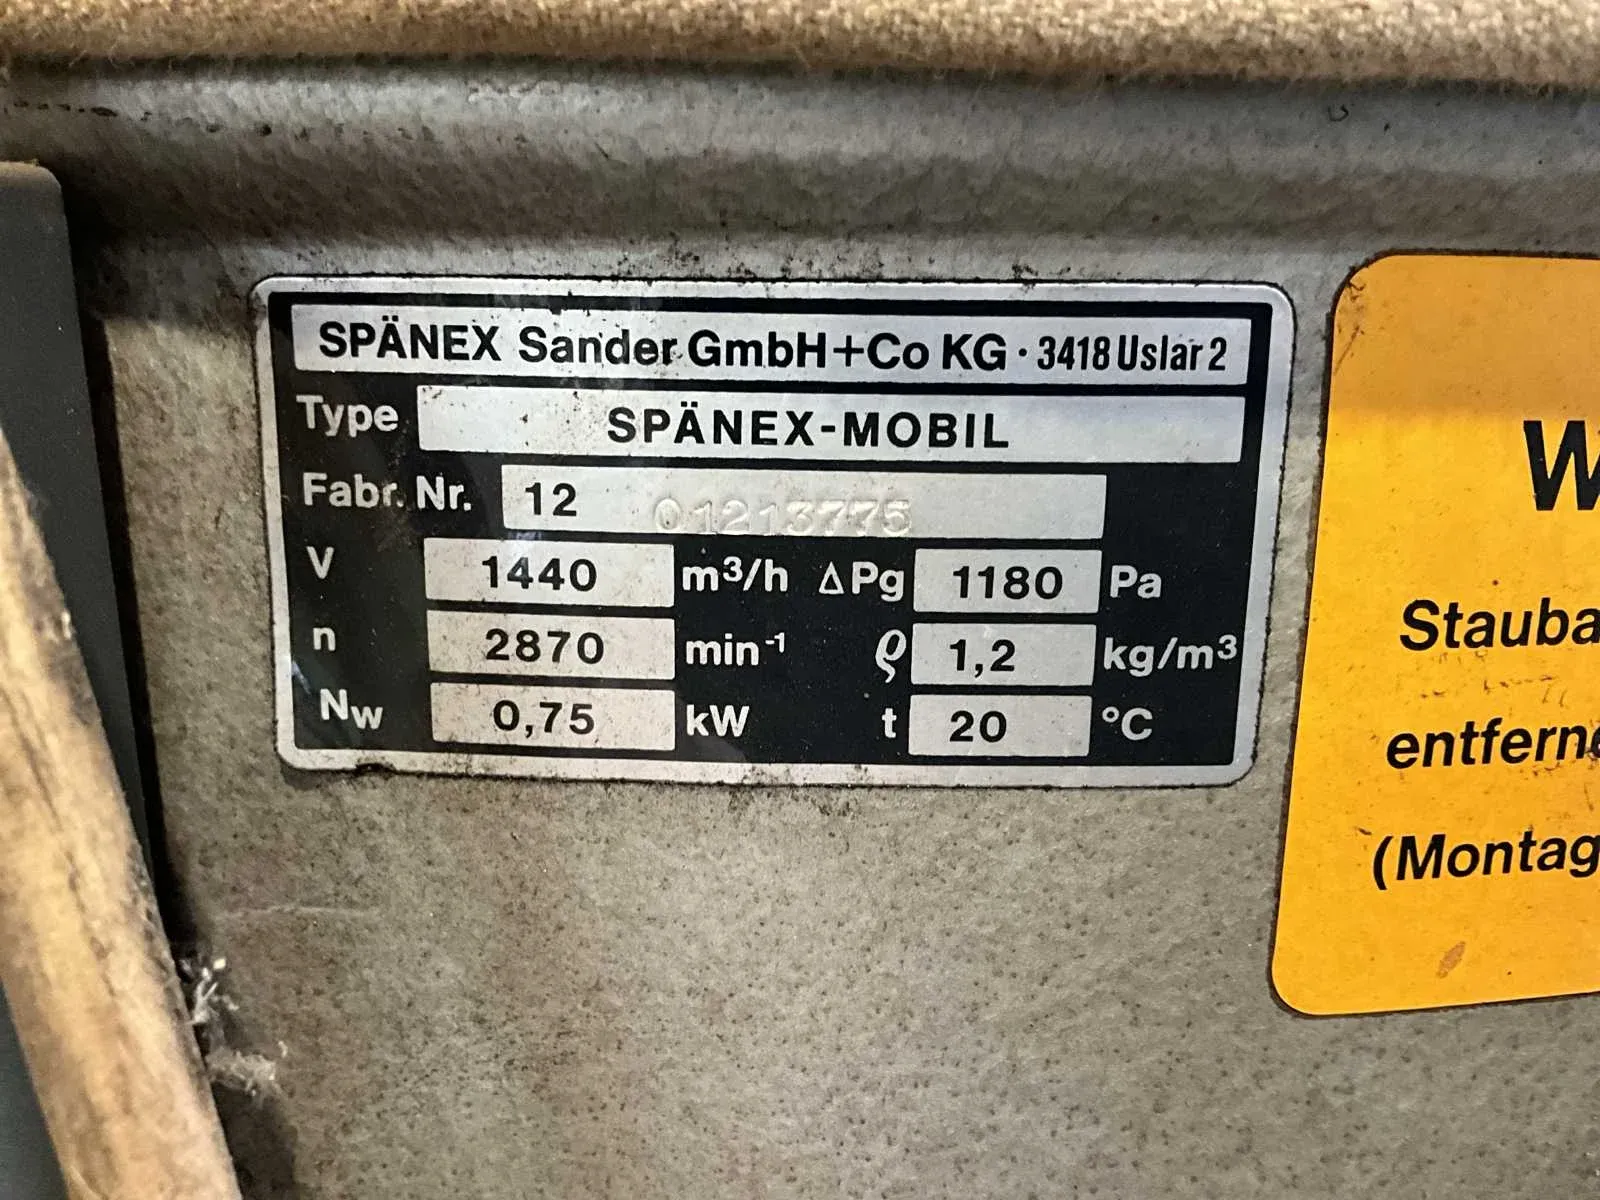 SPÄNEX Sander GmbH+Co KG · 3418 Uslar 2
Type SPÄNEX-MOBIL
Fabr. Nr. 12 01213775
V 1440 m³/h ΔPg 1180 Pa
n 2870 min⁻¹ ϱ 1,2 kg/m³
Nw 0,75 kW t 20 °C
W
Stauba
entferne
(Montag